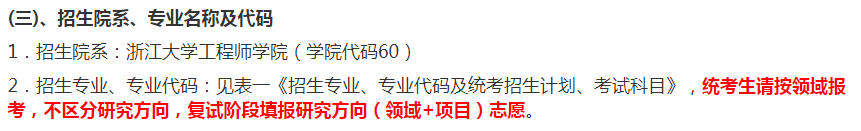 (三)、招生院系、专业名称及代码
1．招生院系：浙江大学工程师学院（学院代码60）
2．招生专业、专业代码：见表一《招生专业、专业代码及统考招生计划、考试科目》，统考生请按领域报
考，不区分研究方向，复试阶段填报研究方向（领域+项目）志愿。